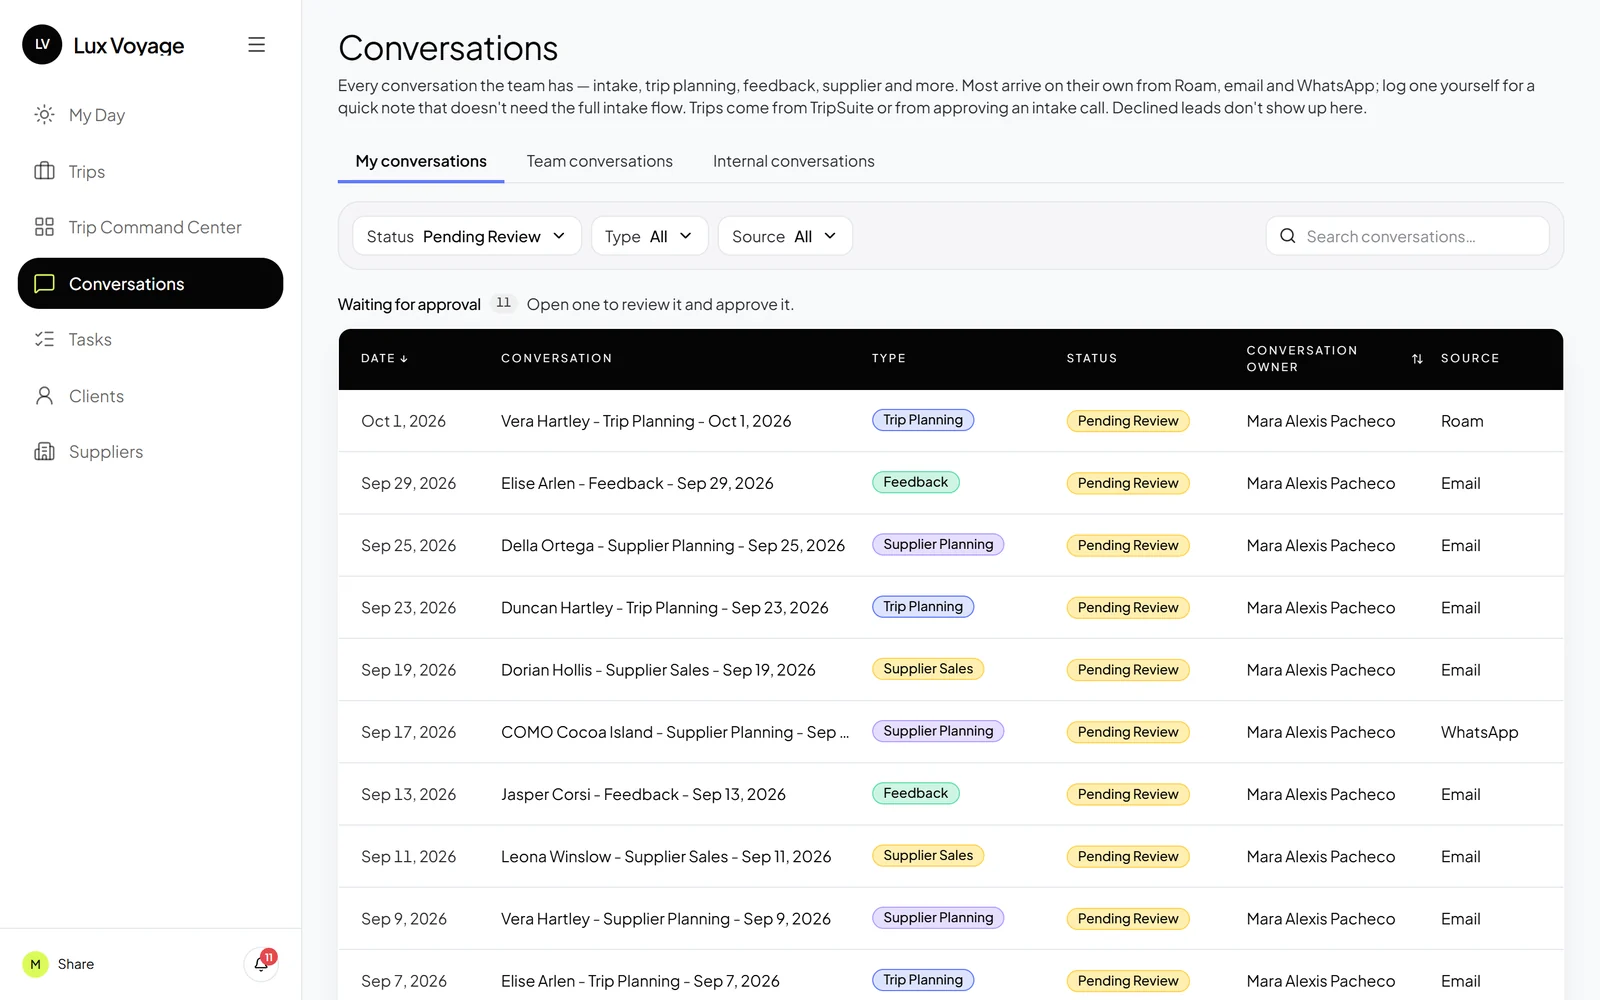 LV Lux Voyage
My Day
Trips
Trip Command Center
Conversations
Tasks
Clients
Suppliers
M Share
11
Conversations
Every conversation the team has — intake, trip planning, feedback, supplier and more. Most arrive on their own from Roam, email and WhatsApp; log one yourself for a
quick note that doesn't need the full intake flow. Trips come from TripSuite or from approving an intake call. Declined leads don't show up here.
My conversations Team conversations Internal conversations
Status Pending Review Type All Source All Search conversations...
Waiting for approval 11 Open one to review it and approve it.
DATE ↓ CONVERSATION TYPE STATUS CONVERSATION OWNER SOURCE
Oct 1, 2026 Vera Hartley - Trip Planning - Oct 1, 2026 Trip Planning Pending Review Mara Alexis Pacheco Roam
Sep 29, 2026 Elise Arlen - Feedback - Sep 29, 2026 Feedback Pending Review Mara Alexis Pacheco Email
Sep 25, 2026 Della Ortega - Supplier Planning - Sep 25, 2026 Supplier Planning Pending Review Mara Alexis Pacheco Email
Sep 23, 2026 Duncan Hartley - Trip Planning - Sep 23, 2026 Trip Planning Pending Review Mara Alexis Pacheco Email
Sep 19, 2026 Dorian Hollis - Supplier Sales - Sep 19, 2026 Supplier Sales Pending Review Mara Alexis Pacheco Email
Sep 17, 2026 COMO Cocoa Island - Supplier Planning - Sep ... Supplier Planning Pending Review Mara Alexis Pacheco WhatsApp
Sep 13, 2026 Jasper Corsi - Feedback - Sep 13, 2026 Feedback Pending Review Mara Alexis Pacheco Email
Sep 11, 2026 Leona Winslow - Supplier Sales - Sep 11, 2026 Supplier Sales Pending Review Mara Alexis Pacheco Email
Sep 9, 2026 Vera Hartley - Supplier Planning - Sep 9, 2026 Supplier Planning Pending Review Mara Alexis Pacheco Email
Sep 7, 2026 Elise Arlen - Trip Planning - Sep 7, 2026 Trip Planning Pending Review Mara Alexis Pacheco Email